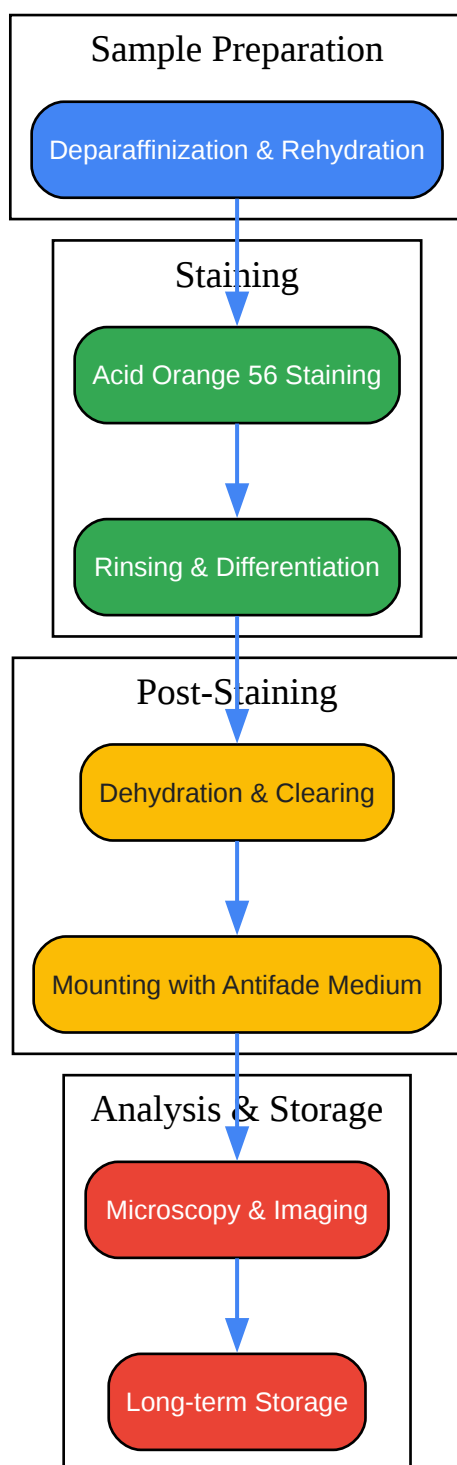 Sample Preparation
Deparaffinization & Rehydration
Staining
Acid Orange 56 Staining
Rinsing & Differentiation
Post-Staining
Dehydration & Clearing
Mounting with Antifade Medium
Analysis & Storage
Microscopy & Imaging
Long-term Storage